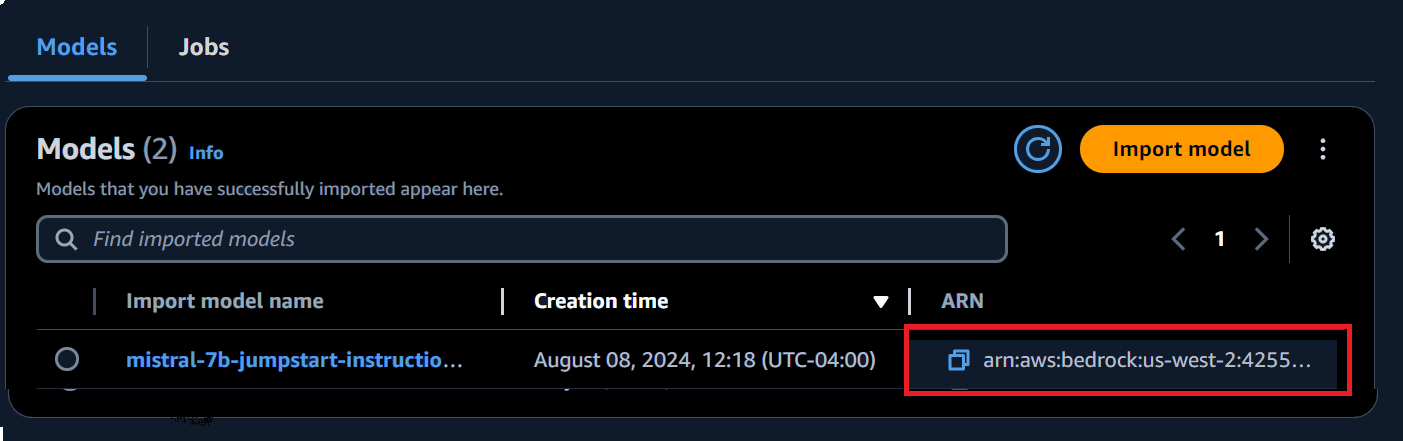 Models Jobs
Models (2) Info
Import model
Models that you have successfully imported appear here.
Find imported models
1
Import model name Creation time ARN
mistral-7b-jumpstart-instructio... August 08, 2024, 12:18 (UTC-04:00) arn:aws:bedrock:us-west-2:4255...